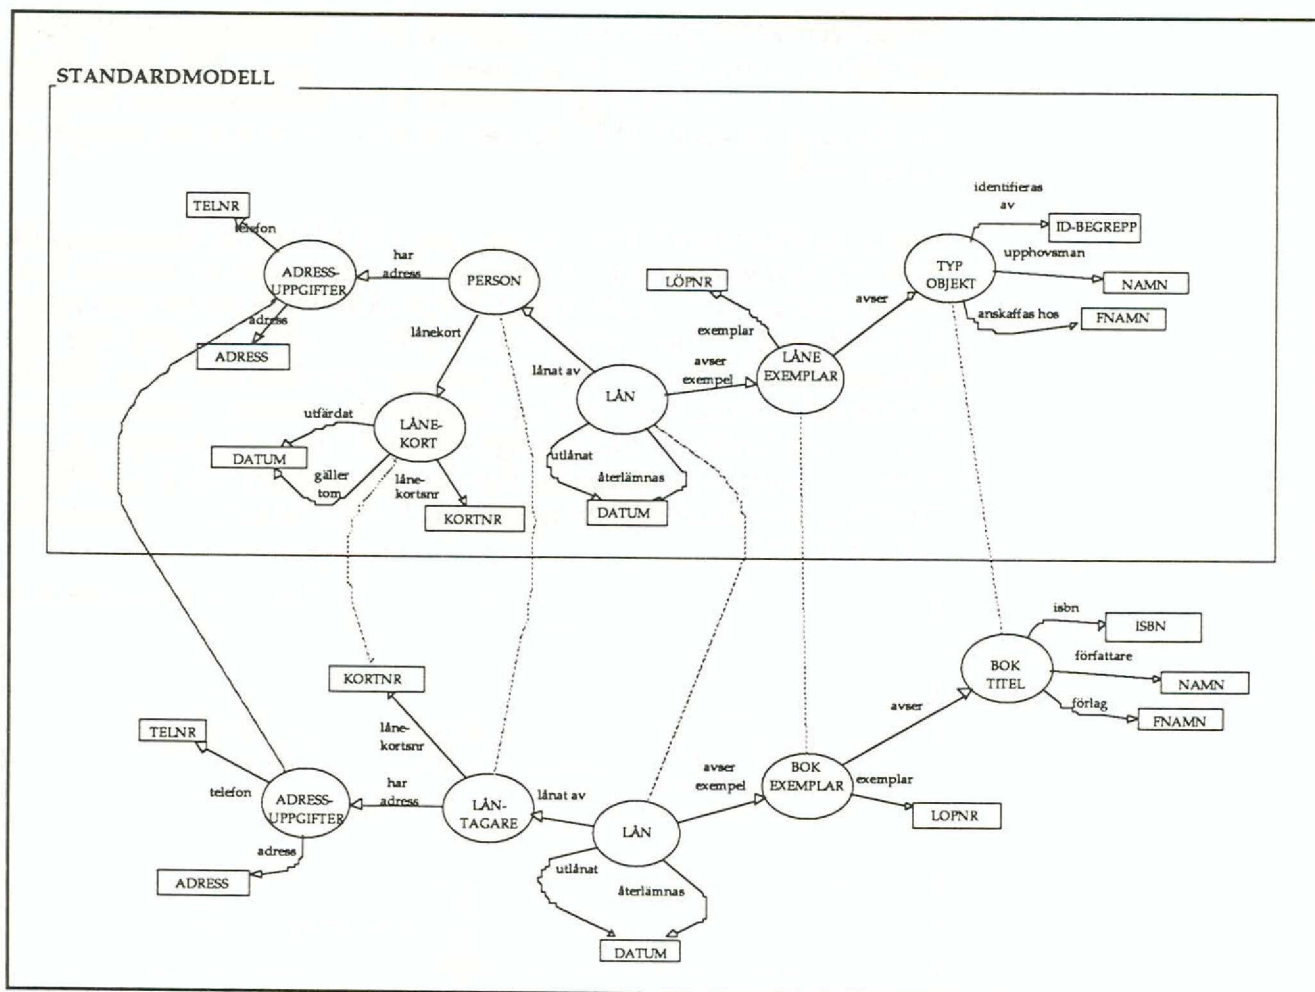 STANDARDMODELL
identifieras
av
TELNR
telefon
ID-BEGREPP
har
adress
upphovsman
ADRESS-
UPPGIFTER
PERSON
LÖPNR
TYP
OBJEKT
NAMN
avser
adress
lånekort
exemplar
anskaffas hos
FNAMN
ADRESS
LÅNE
EXEMPLAR
lånat av
avser
exempel
LÅN
utfärdat
LÅNE-
KORT
DATUM
gäller
tom
låne-
kortsnr
utlånat
återlämnas
KORTNR
DATUM
isbn
ISBN
BOK
TITEL
författare
NAMN
KORTNR
förlag
FNAMN
avser
TELNR
låne-
kortsnr
telefon
har
adress
avser
exempel
BOK
EXEMPLAR
exemplar
ADRESS-
UPPGIFTER
LÅN-
TAGARE
lånat av
LÅN
LOPNR
adress
ADRESS
utlånat
återlämnas
DATUM